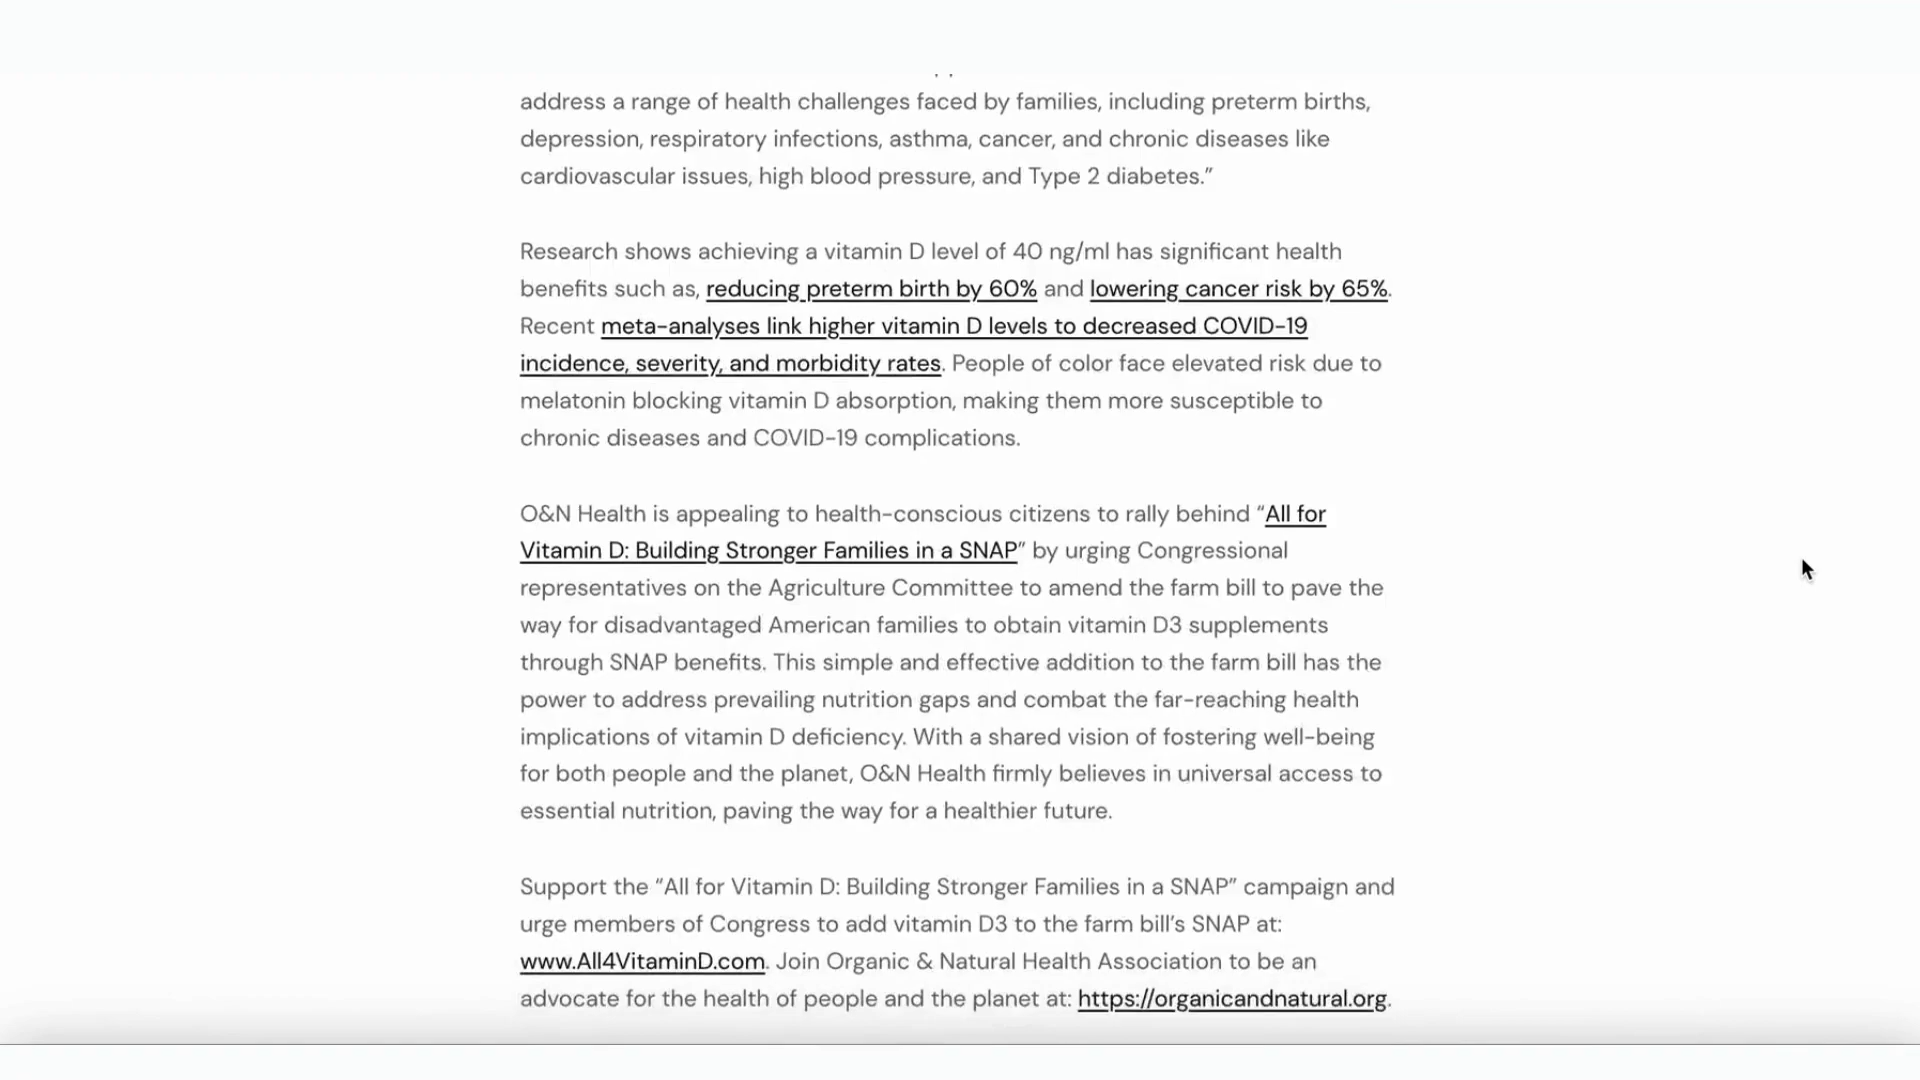 address a range of health challenges faced by families, including preterm births,
depression, respiratory infections, asthma, cancer, and chronic diseases like
cardiovascular issues, high blood pressure, and Type 2 diabetes.”
Research shows achieving a vitamin D level of 40 ng/ml has significant health
benefits such as, reducing preterm birth by 60% and lowering cancer risk by 65%.
Recent meta-analyses link higher vitamin D levels to decreased COVID-19
incidence, severity, and morbidity rates. People of color face elevated risk due to
melatonin blocking vitamin D absorption, making them more susceptible to
chronic diseases and COVID-19 complications.
O&N Health is appealing to health-conscious citizens to rally behind “All for
Vitamin D: Building Stronger Families in a SNAP” by urging Congressional
representatives on the Agriculture Committee to amend the farm bill to pave the
way for disadvantaged American families to obtain vitamin D3 supplements
through SNAP benefits. This simple and effective addition to the farm bill has the
power to address prevailing nutrition gaps and combat the far-reaching health
implications of vitamin D deficiency. With a shared vision of fostering well-being
for both people and the planet, O&N Health firmly believes in universal access to
essential nutrition, paving the way for a healthier future.
Support the “All for Vitamin D: Building Stronger Families in a SNAP” campaign and
urge members of Congress to add vitamin D3 to the farm bill’s SNAP at:
www.All4VitaminD.com. Join Organic & Natural Health Association to be an
advocate for the health of people and the planet at: https://organicandnatural.org.